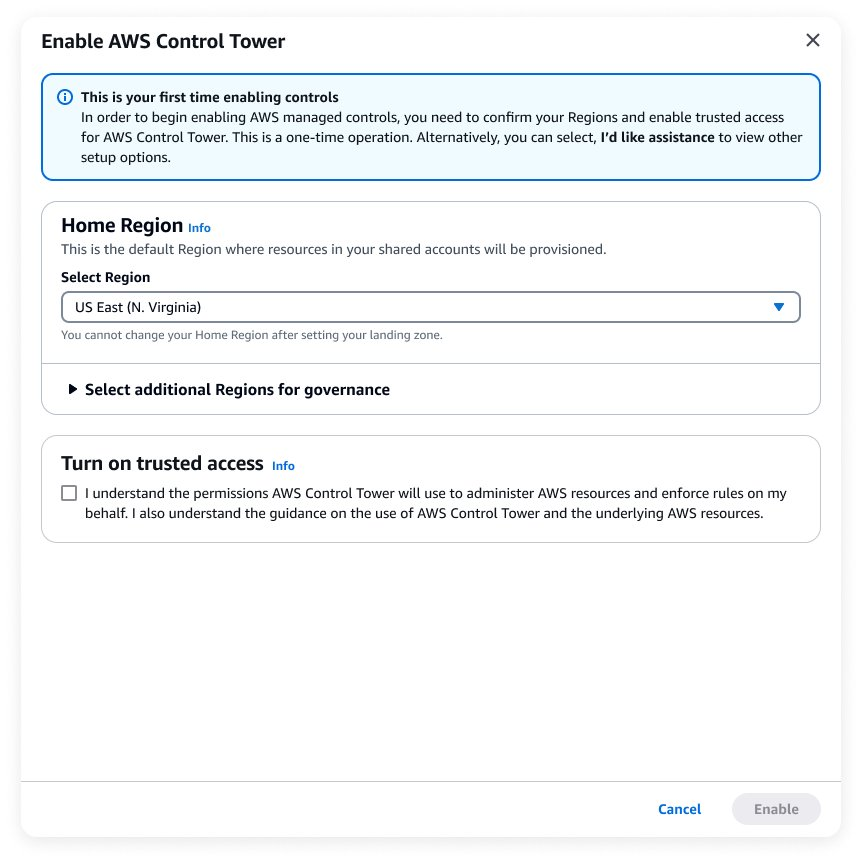 Enable AWS Control Tower
This is your first time enabling controls
In order to begin enabling AWS managed controls, you need to confirm your Regions and enable trusted access
for AWS Control Tower. This is a one-time operation. Alternatively, you can select, I’d like assistance to view other
setup options.
Home Region Info
This is the default Region where resources in your shared accounts will be provisioned.
Select Region
US East (N. Virginia)
You cannot change your Home Region after setting your landing zone.
Select additional Regions for governance
Turn on trusted access Info
I understand the permissions AWS Control Tower will use to administer AWS resources and enforce rules on my
behalf. I also understand the guidance on the use of AWS Control Tower and the underlying AWS resources.
Cancel Enable